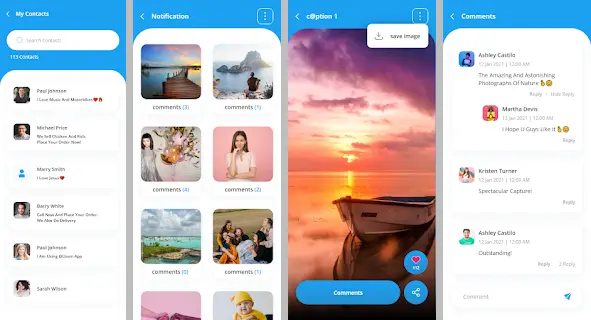 My Contacts
Search Contacts
113 Contacts
Paul Johnson
I Love Music And Motorbikes
Michael Price
We Sell Chicken And Kids.
Place Your Order Now!
Marry Smith
I Love Jesus
Barry White
Call Now And Place Your Order.
We Also Do Delivery
Paul Johnson
I Am Using Bitzoon App
Sarah Wilson
Notification
comments (3)
comments (1)
comments (4)
comments (2)
comments (0)
comments (1)
c@ption 1
save image
Comments
Comments
Ashley Castilo
12 Jan 2021 | 12:00 AM
The Amazing And Astonishing
Photographs Of Nature
Reply
Hide Reply
Martha Devis
12 Jan 2021 | 12:00 AM
I Hope U Guys Like It
Reply
Kristen Turner
12 Jan 2021 | 12:00 AM
Spectacular Capture!
Reply
Ashley Castilo
12 Jan 2021 | 12:00 AM
Outstanding!
Reply
2 Reply
Comment